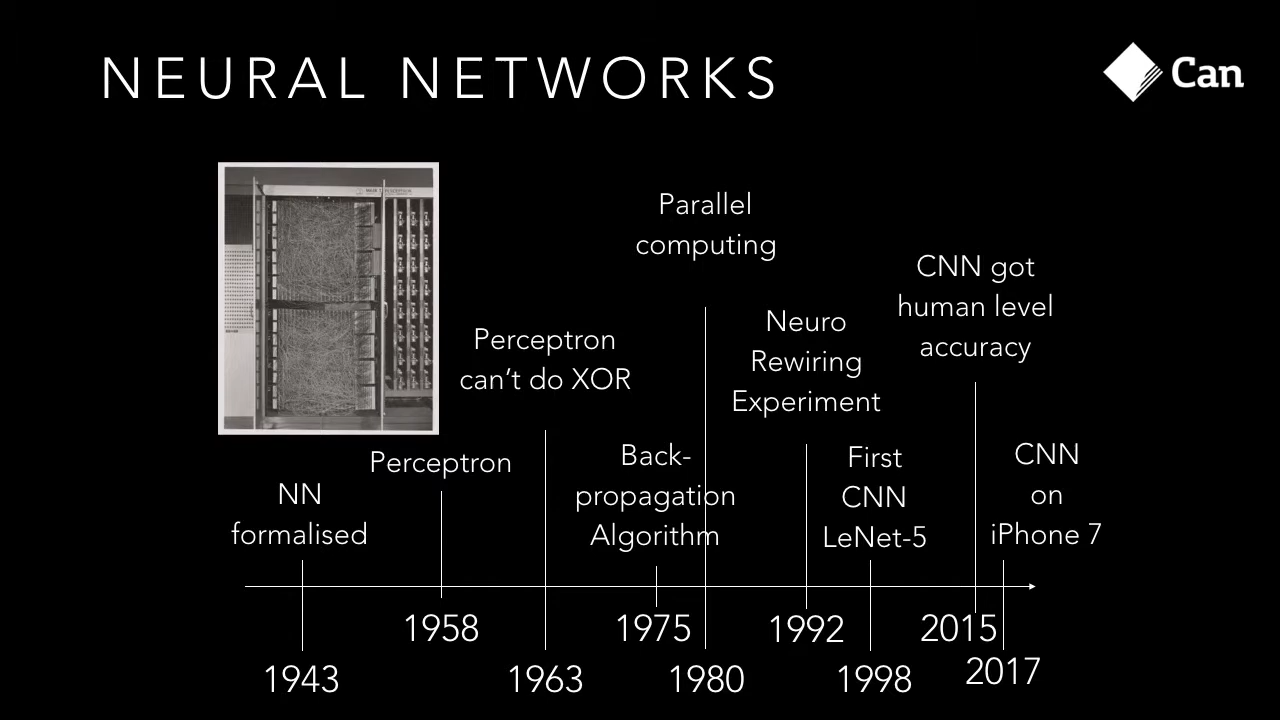 NEURAL NETWORKS
Can
Parallel
computing
CNN got
human level
accuracy
Neuro
Rewiring
Experiment
Perceptron
can't do XOR
Back-
propagation
Algorithm
First
CNN
LeNet-5
CNN
on
iPhone 7
Perceptron
NN
formalised
1958
1975
1992
2015
1943
1963
1980
1998
2017